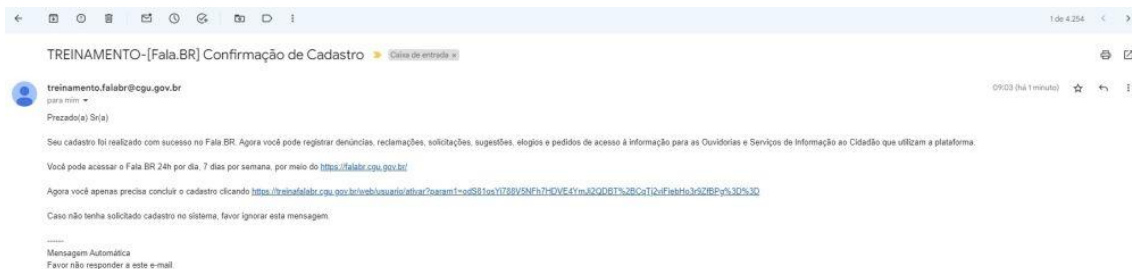 1 de 4.254
TREINAMENTO-[Fala.BR] Confirmação de Cadastro Caixa de entrada x
treinamento.falabr@cgu.gov.br 09:03 (há 1 minuto)
para mim
Prezado(a) Sr(a)
Seu cadastro foi realizado com sucesso no Fala.BR. Agora você pode registrar denúncias, reclamações, solicitações, sugestões, elogios e pedidos de acesso à informação para as Ouvidorias e Serviços de Informação ao Cidadão que utilizam a plataforma.
Você pode acessar o Fala.BR 24h por dia, 7 dias por semana, por meio do https://falabr.cgu.gov.br/
Agora você apenas precisa concluir o cadastro clicando
Caso não tenha solicitado cadastro no sistema, favor ignorar esta mensagem.
------
Mensagem Automática
Favor não responder a este e-mail.